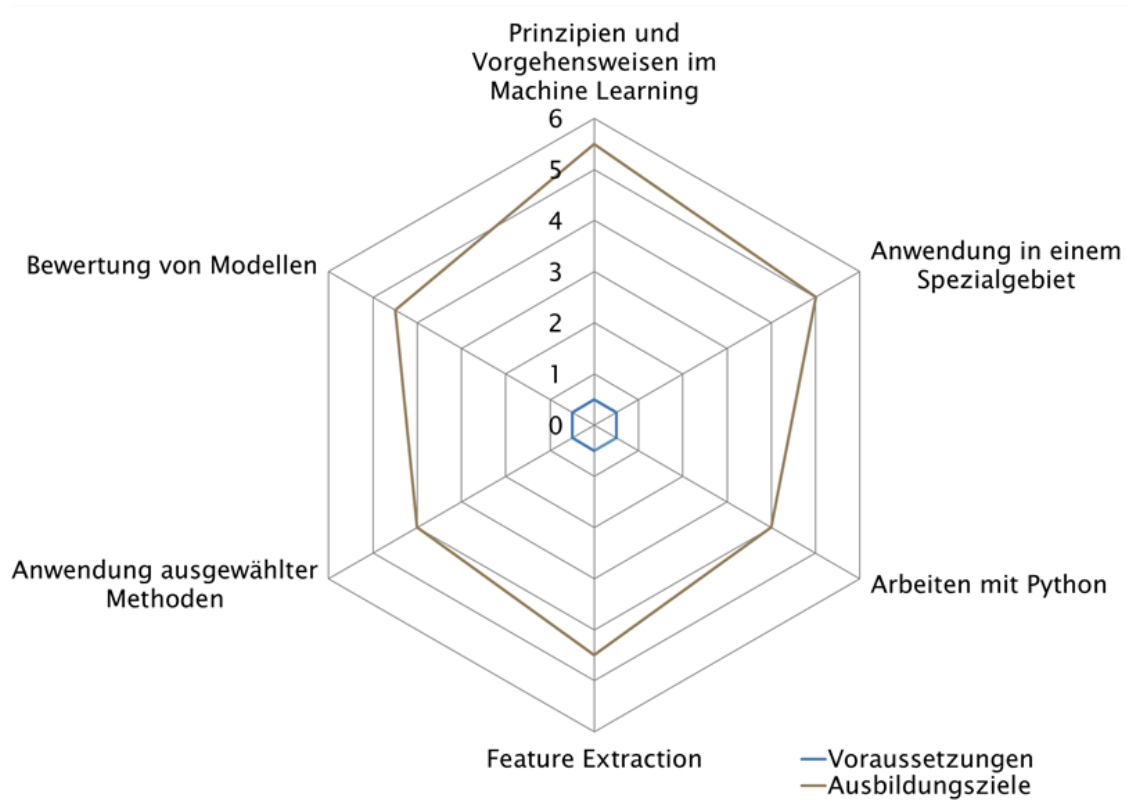 Prinzipien und
Vorgehensweisen im
Machine Learning
6
5
4
3
2
1
0
Anwendung in einem
Spezialgebiet
Arbeiten mit Python
Feature Extraction
Anwendung ausgewählter
Methoden
Bewertung von Modellen
Voraussetzungen
Ausbildungsziele